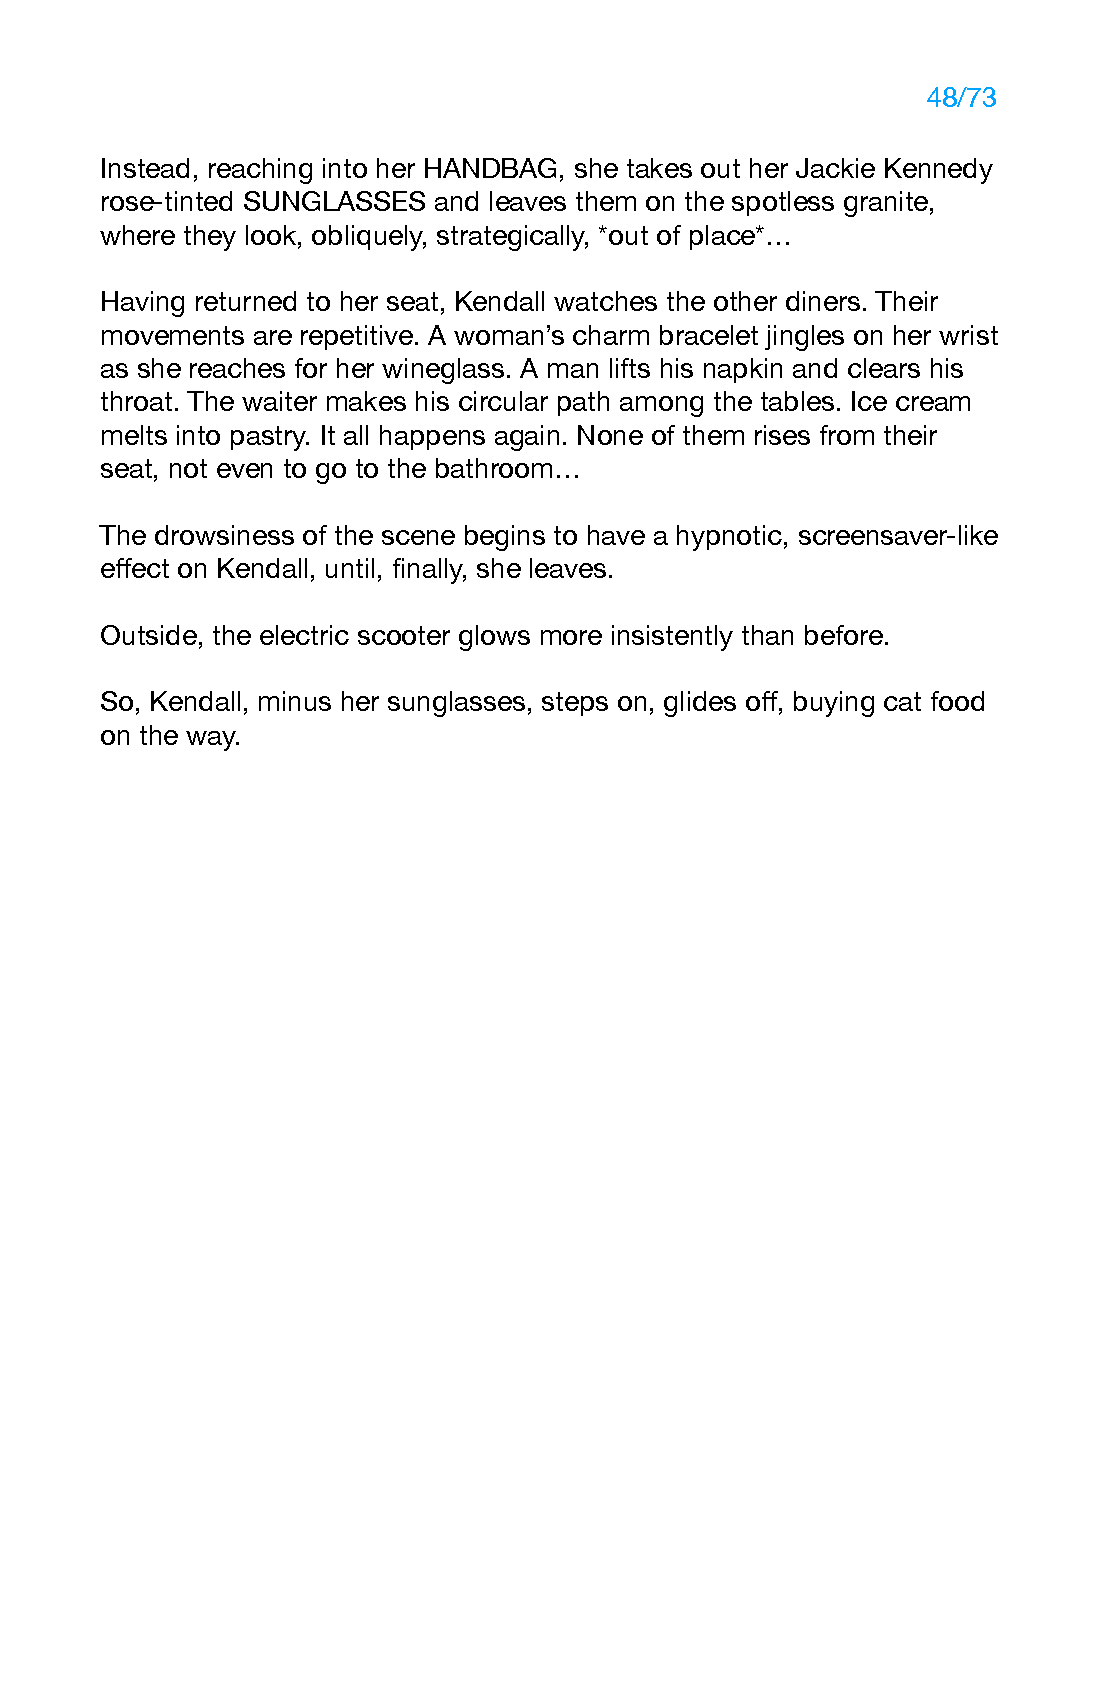 48/73
Instead, reaching into her HANDBAG, she takes out her Jackie Kennedy
rose-tinted SUNGLASSES and leaves them on the spotless granite,
where they look, obliquely, strategically, *out of place*…
Having returned to her seat, Kendall watches the other diners. Their
movements are repetitive. A woman’s charm bracelet jingles on her wrist
as she reaches for her wineglass. A man lifts his napkin and clears his
throat. The waiter makes his circular path among the tables. Ice cream
melts into pastry. It all happens again. None of them rises from their
seat, not even to go to the bathroom…
The drowsiness of the scene begins to have a hypnotic, screensaver-like
effect on Kendall, until, finally, she leaves.
Outside, the electric scooter glows more insistently than before.
So, Kendall, minus her sunglasses, steps on, glides off, buying cat food
on the way.